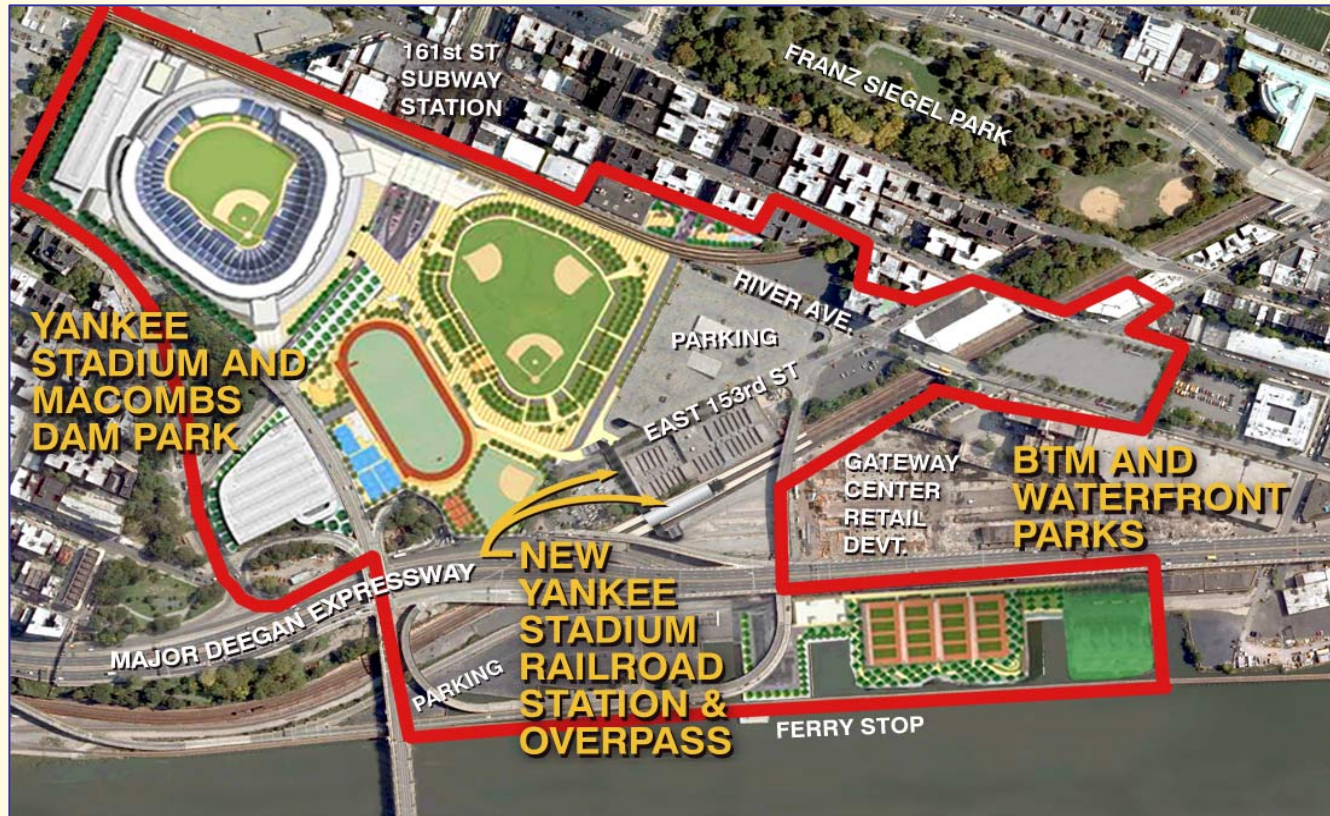 161st ST
SUBWAY
STATION
FRANZ SIEGEL PARK
RIVER AVE.
YANKEE
STADIUM AND
MACOMBS
DAM PARK
PARKING
EAST 153rd ST
GATEWAY
CENTER
RETAIL
DEVT.
BTM AND
WATERFRONT
PARKS
NEW
YANKEE
STADIUM
RAILROAD
STATION &
OVERPASS
MAJOR DEEGAN EXPRESSWAY
PARKING
FERRY STOP